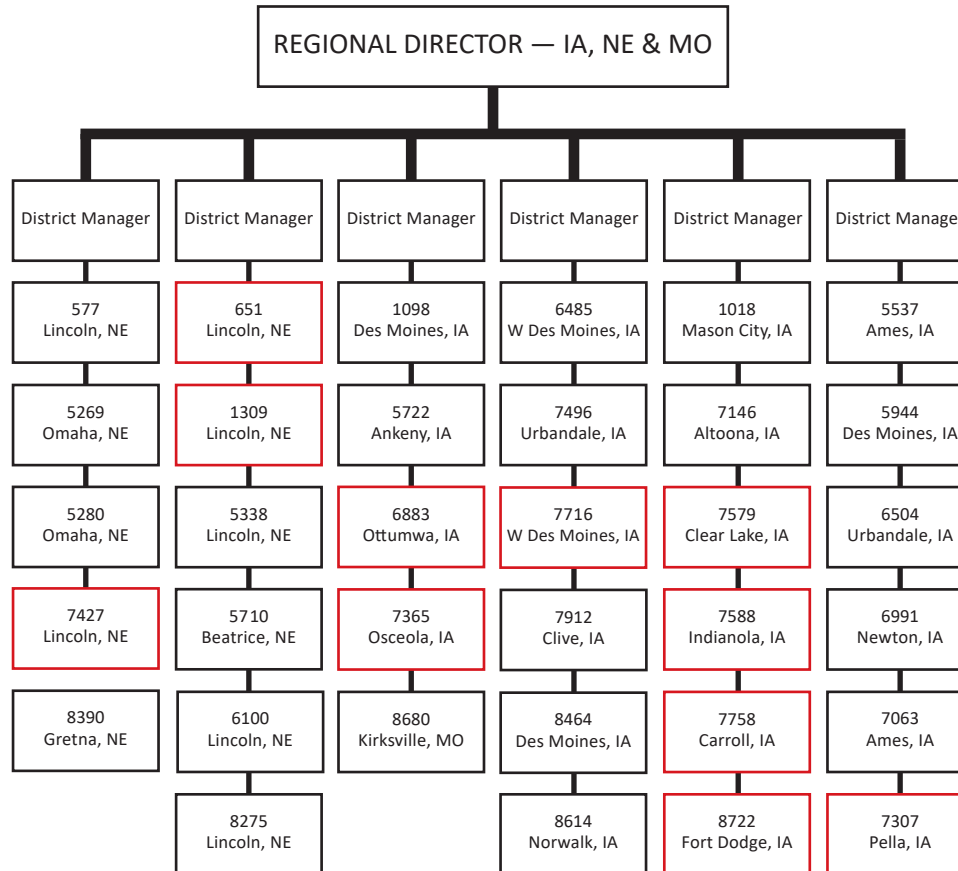 REGIONAL DIRECTOR — IA, NE & MO
District Manager
577
Lincoln, NE
5269
Omaha, NE
5280
Omaha, NE
7427
Lincoln, NE
8390
Gretna, NE
District Manager
651
Lincoln, NE
1309
Lincoln, NE
5338
Lincoln, NE
5710
Beatrice, NE
6100
Lincoln, NE
8275
Lincoln, NE
District Manager
1098
Des Moines, IA
5722
Ankeny, IA
6883
Ottumwa, IA
7365
Osceola, IA
8680
Kirksville, MO
District Manager
6485
W Des Moines, IA
7496
Urbandale, IA
7716
W Des Moines, IA
7912
Clive, IA
8464
Des Moines, IA
8614
Norwalk, IA
District Manager
1018
Mason City, IA
7146
Altoona, IA
7579
Clear Lake, IA
7588
Indianola, IA
7758
Carroll, IA
8722
Fort Dodge, IA
District Manage
5537
Ames, IA
5944
Des Moines, IA
6504
Urbandale, IA
6991
Newton, IA
7063
Ames, IA
7307
Pella, IA